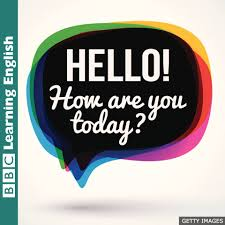 BBC Learning English
HELLO!
How are you
today?
GETTY IMAGES